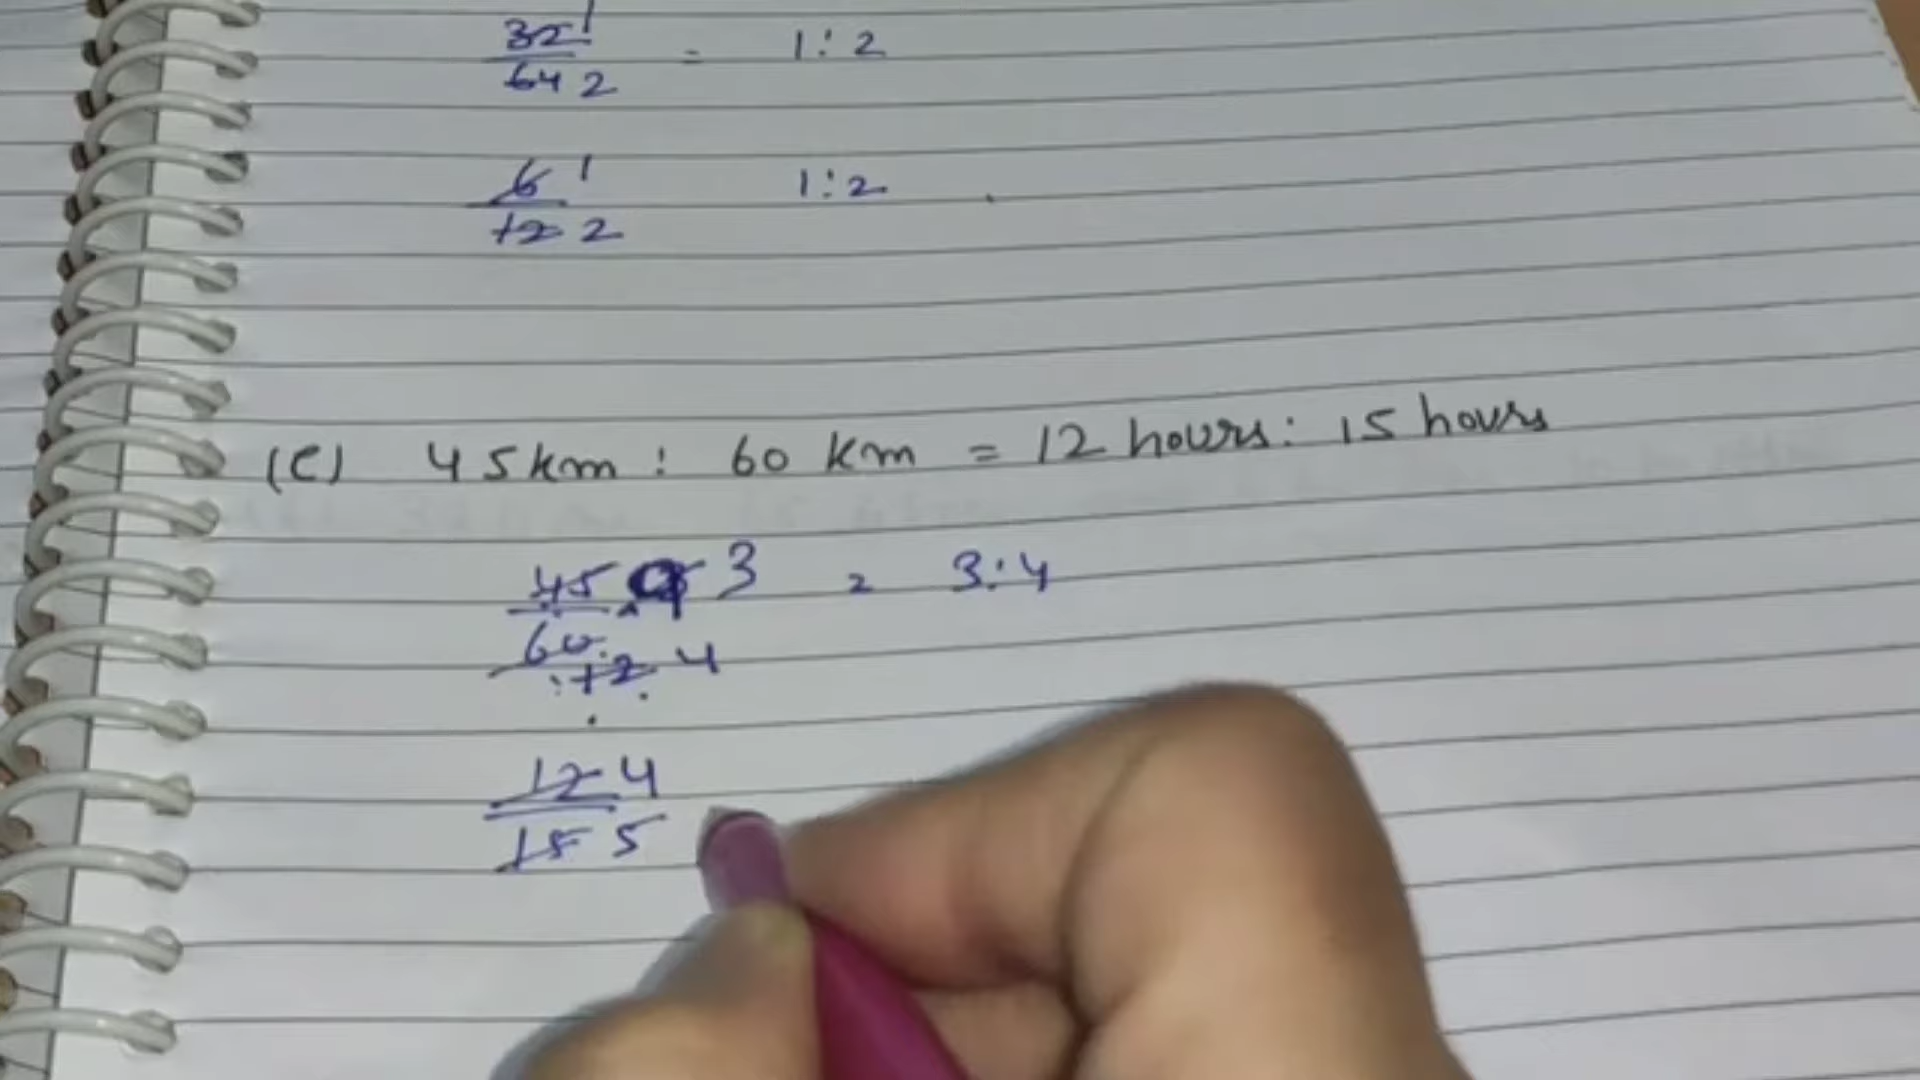 32 1
64 2 = 1:2
6 1
12 2 1:2
(C) 45km : 60 km = 12 hours : 15 hours
45 3 = 3:4
60 12 4
12 4
15 5